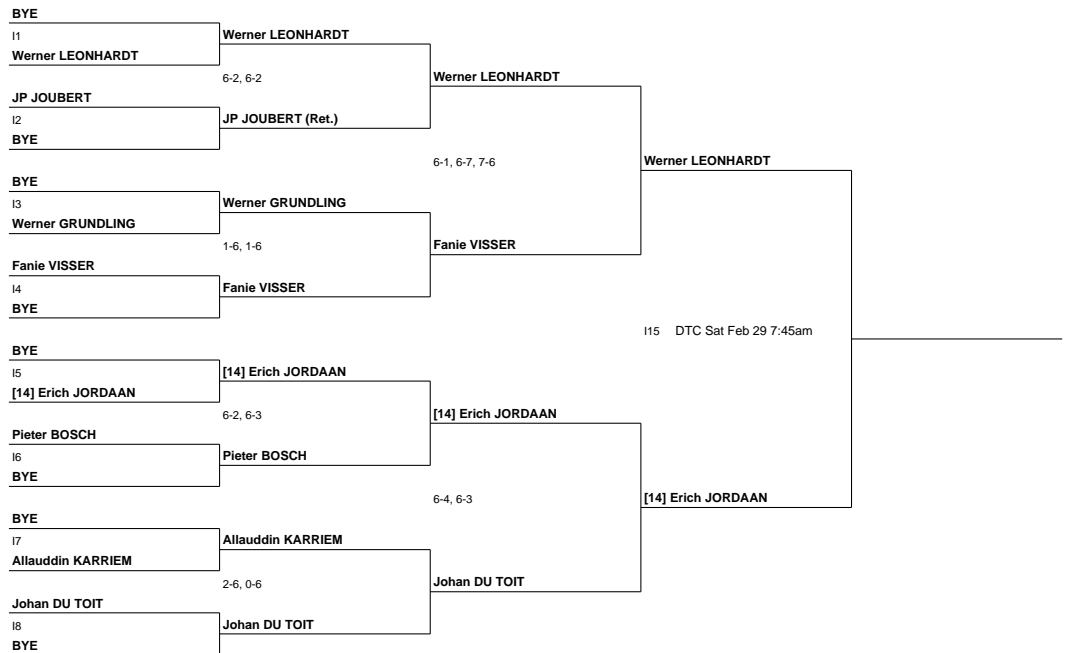 BYE
I1
Werner LEONHARDT
Werner LEONHARDT
6-2, 6-2
Werner LEONHARDT
JP JOUBERT
I2
JP JOUBERT (Ret.)
BYE
6-1, 6-7, 7-6
Werner LEONHARDT
BYE
I3
Werner GRUNDLING
Werner GRUNDLING
1-6, 1-6
Fanie VISSER
Fanie VISSER
I4
Fanie VISSER
BYE
I15 DTC Sat Feb 29 7:45am
BYE
I5
[14] Erich JORDAAN
[14] Erich JORDAAN
6-2, 6-3
[14] Erich JORDAAN
Pieter BOSCH
I6
Pieter BOSCH
BYE
6-4, 6-3
[14] Erich JORDAAN
BYE
I7
Allauddin KARRIEM
Allauddin KARRIEM
2-6, 0-6
Johan DU TOIT
Johan DU TOIT
I8
Johan DU TOIT
BYE